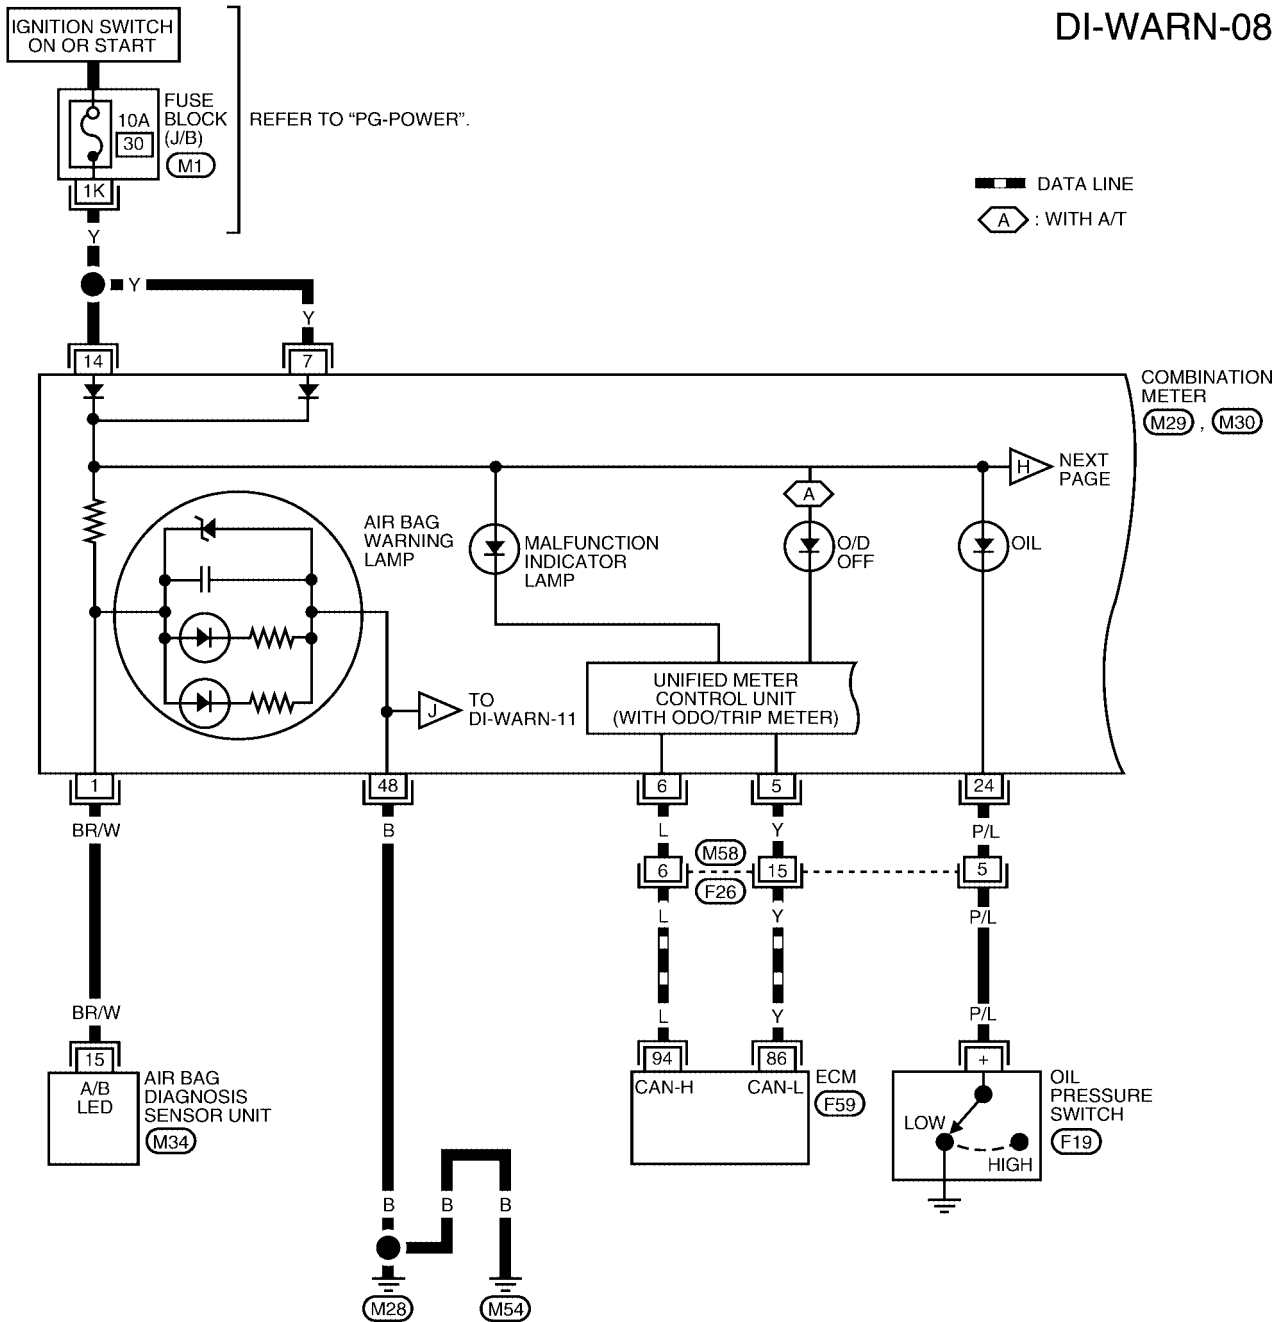 DI-WARN-08
IGNITION SWITCH
ON OR START
FUSE
BLOCK
(J/B)
10A
30
M1
1K
REFER TO “PG-POWER”.
DATA LINE
A : WITH A/T
Y
Y
Y
14
7
COMBINATION
METER
M29 , M30
H
NEXT
PAGE
A
AIR BAG
WARNING
LAMP
MALFUNCTION
INDICATOR
LAMP
O/D
OFF
OIL
UNIFIED METER
CONTROL UNIT
(WITH ODO/TRIP METER)
J
TO
DI-WARN-11
1
48
6
5
24
BR/W
B
L
Y
P/L
M58
6
15
5
F26
L
Y
P/L
BR/W
L
Y
P/L
15
94
86
+
A/B
LED
AIR BAG
DIAGNOSIS
SENSOR UNIT
M34
CAN-H
CAN-L
ECM
F59
OIL
PRESSURE
SWITCH
F19
LOW
HIGH
B
B
B
M28
M54